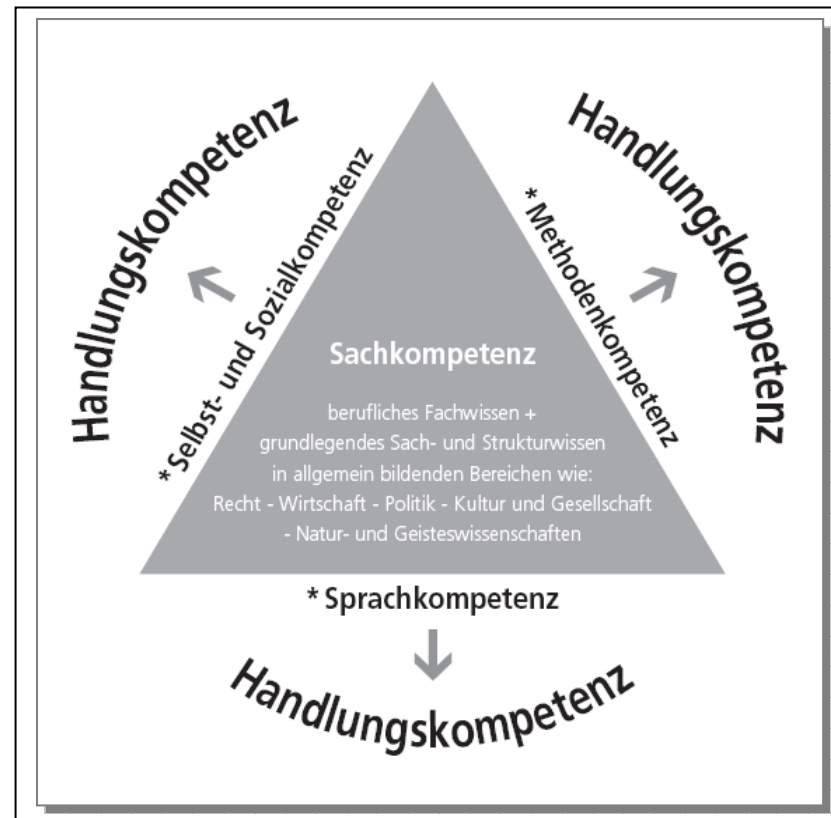 Handlungskompetenz
Handlungskompetenz
* Selbst- und Sozialkompetenz
* Methodenkompetenz
Sachkompetenz
berufliches Fachwissen +
grundlegendes Sach- und Strukturwissen
in allgemein bildenden Bereichen wie:
Recht - Wirtschaft - Politik - Kultur und Gesellschaft
- Natur- und Geisteswissenschaften
* Sprachkompetenz
Handlungskompetenz